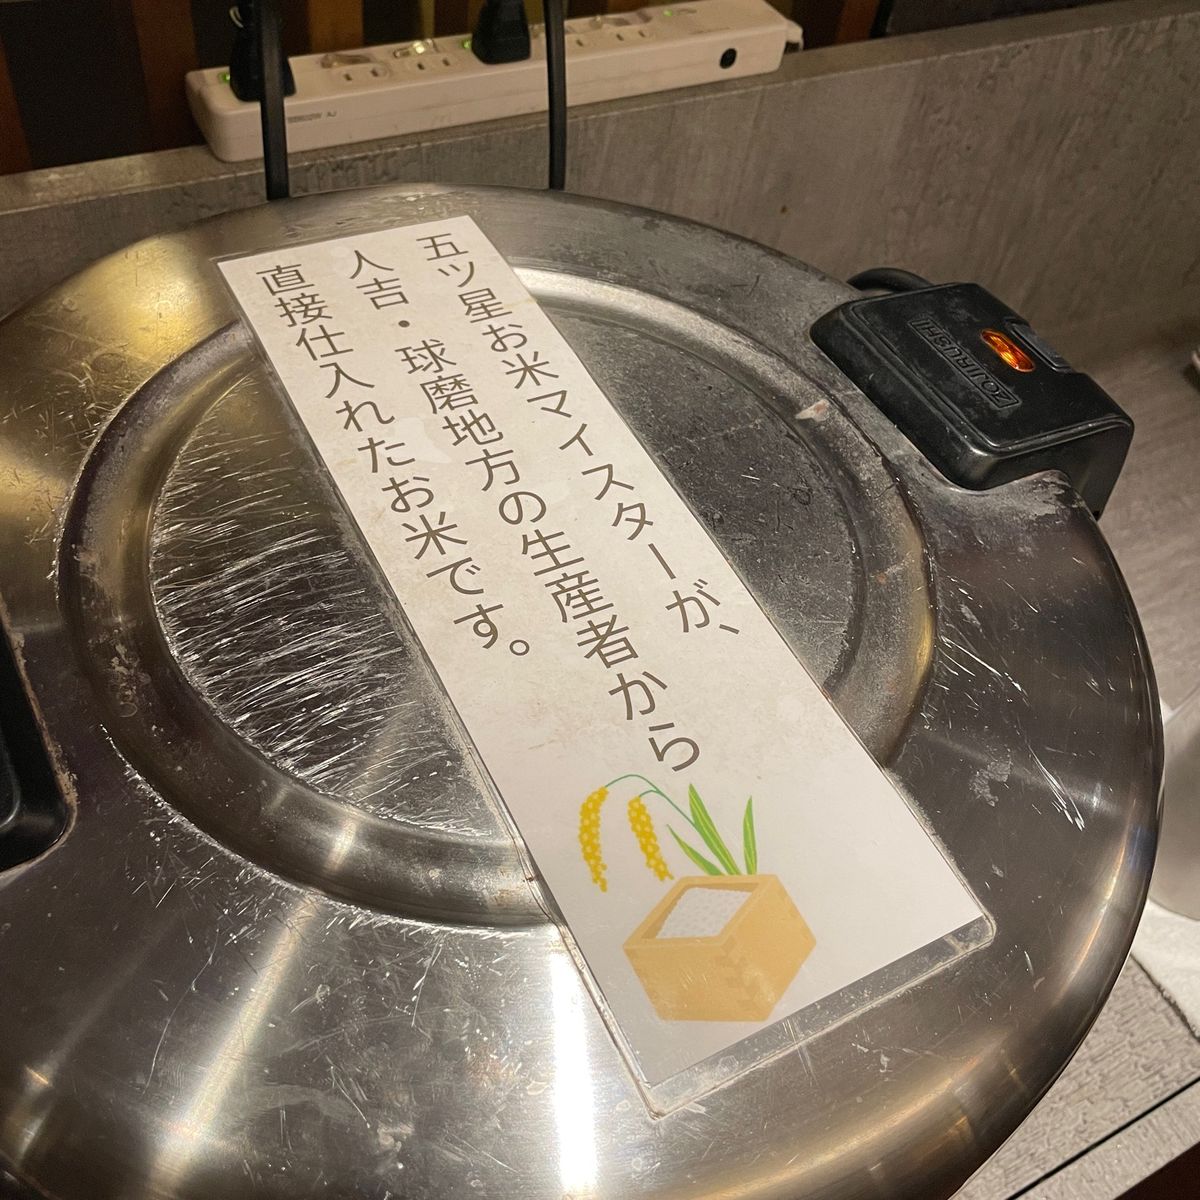 五ツ星お米マイスターが、
人吉・球磨地方の生産者から
直接仕入れたお米です。
ZOJIRUSHI